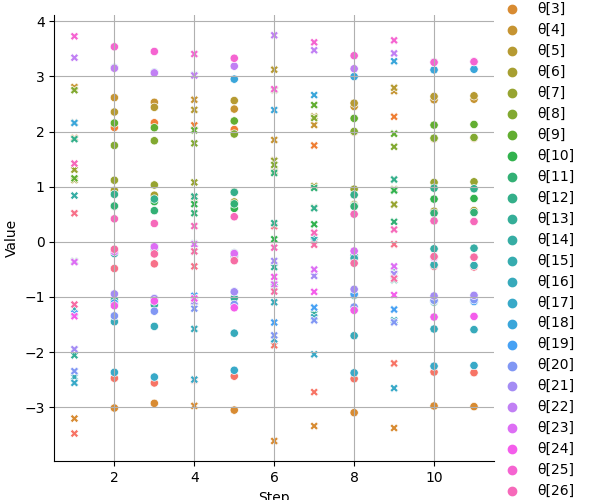 4
3
2
1
0
−1
−2
−3
Value
2
4
6
8
10
Step
θ[3]
θ[4]
θ[5]
θ[6]
θ[7]
θ[8]
θ[9]
θ[10]
θ[11]
θ[12]
θ[13]
θ[14]
θ[15]
θ[16]
θ[17]
θ[18]
θ[19]
θ[20]
θ[21]
θ[22]
θ[23]
θ[24]
θ[25]
θ[26]